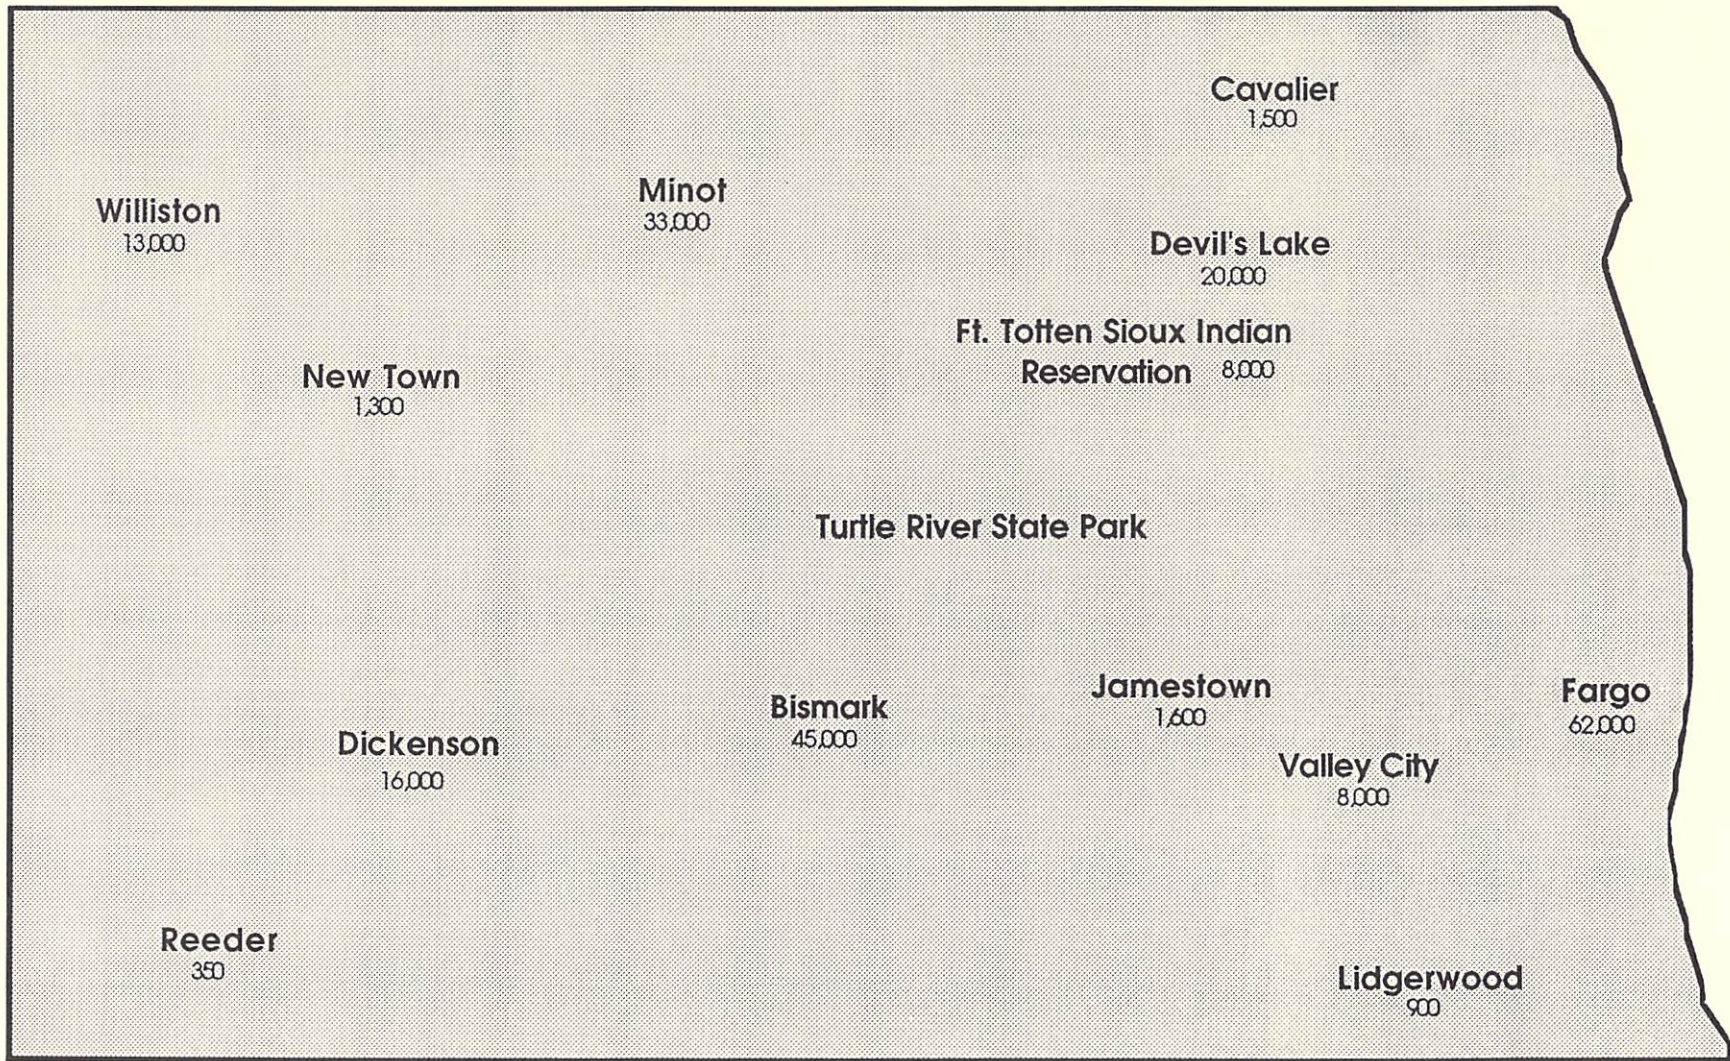 Cavalier
1,500
Minot
33,000
Williston
13,000
Devil's Lake
20,000
Ft. Totten Sioux Indian
Reservation 8,000
New Town
1,300
Turtle River State Park
Jamestown
1,600
Fargo
62,000
Bismark
45,000
Dickenson
16,000
Valley City
8,000
Reeder
350
Lidgerwood
900